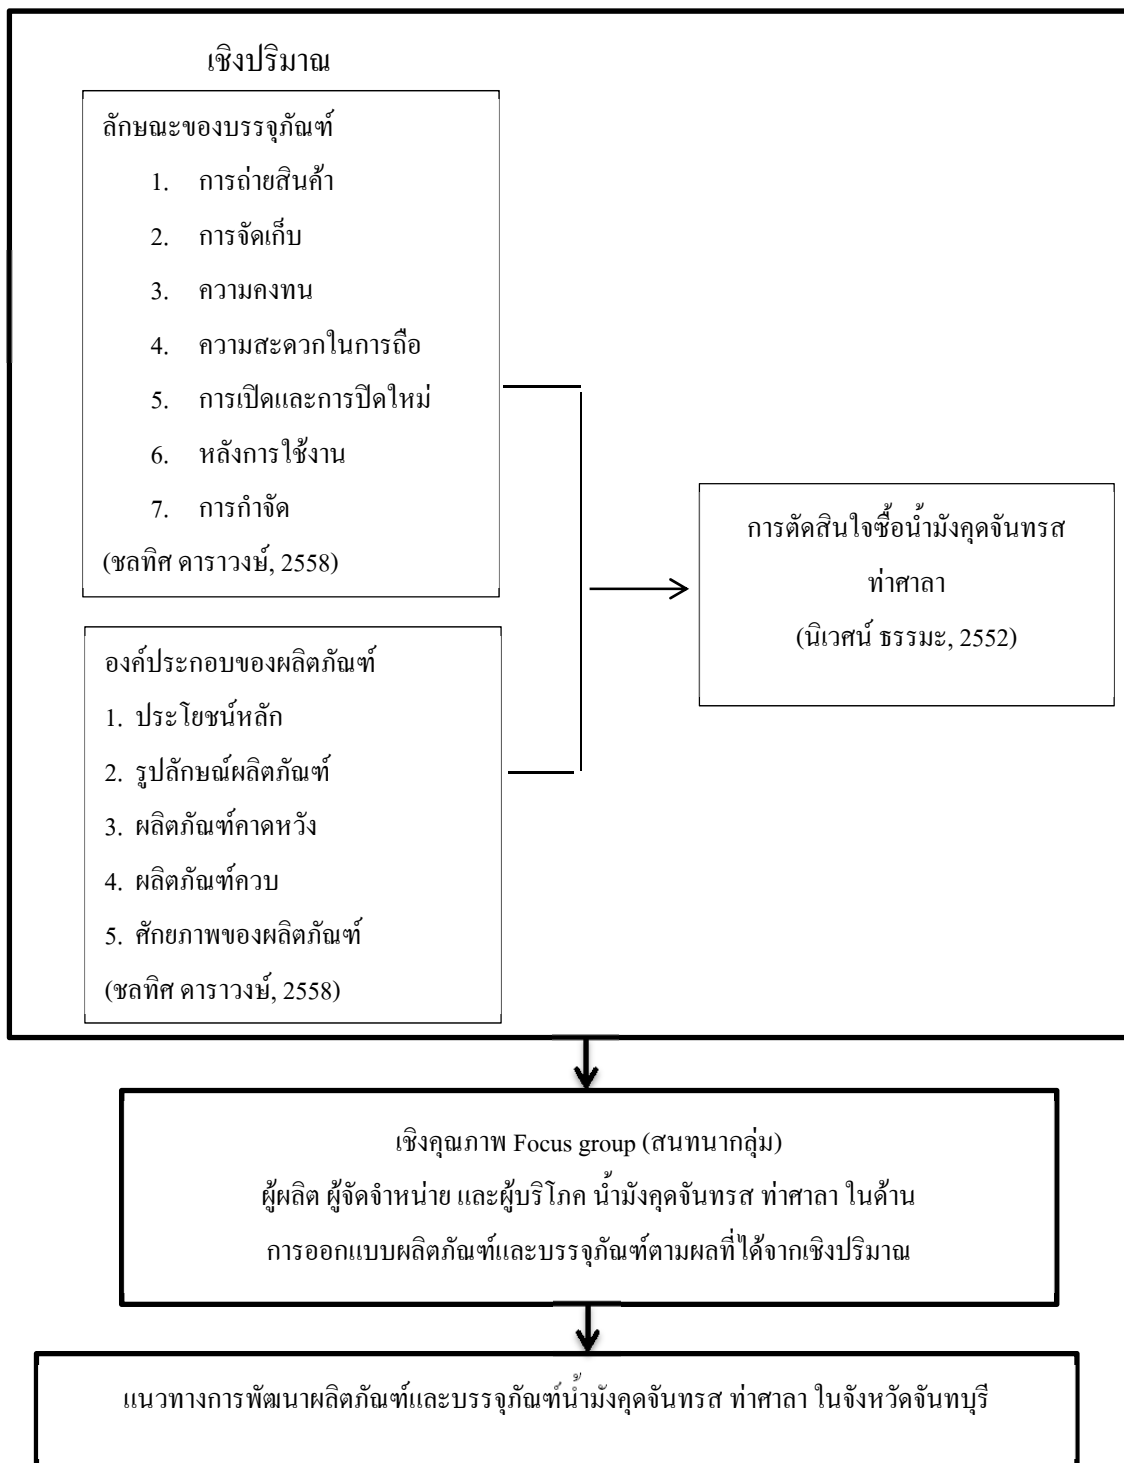 เชิงปริมาณ
ลักษณะของบรรจุภัณฑ์
1. การถ่ายสินค้า
2. การจัดเก็บ
3. ความคงทน
4. ความสะดวกในการถือ
5. การเปิดและการปิดใหม่
6. หลังการใช้งาน
7. การกำจัด
(ชลทิศ ดาราวงษ์, 2558)
องค์ประกอบของผลิตภัณฑ์
1. ประโยชน์หลัก
2. รูปลักษณ์ผลิตภัณฑ์
3. ผลิตภัณฑ์คาดหวัง
4. ผลิตภัณฑ์ควบ
5. ศักยภาพของผลิตภัณฑ์
(ชลทิศ ดาราวงษ์, 2558)
การตัดสินใจซื้อน้ำมังคุดจันทรส
ท่าศาลา
(นิเวศน์ ธรรมะ, 2552)
เชิงคุณภาพ Focus group (สนทนากลุ่ม)
ผู้ผลิต ผู้จัดจำหน่าย และผู้บริโภค น้ำมังคุดจันทรส ท่าศาลา ในด้าน
การออกแบบผลิตภัณฑ์และบรรจุภัณฑ์ตามผลที่ได้จากเชิงปริมาณ
แนวทางการพัฒนาผลิตภัณฑ์และบรรจุภัณฑ์น้ำมังคุดจันทรส ท่าศาลา ในจังหวัดจันทบุรี